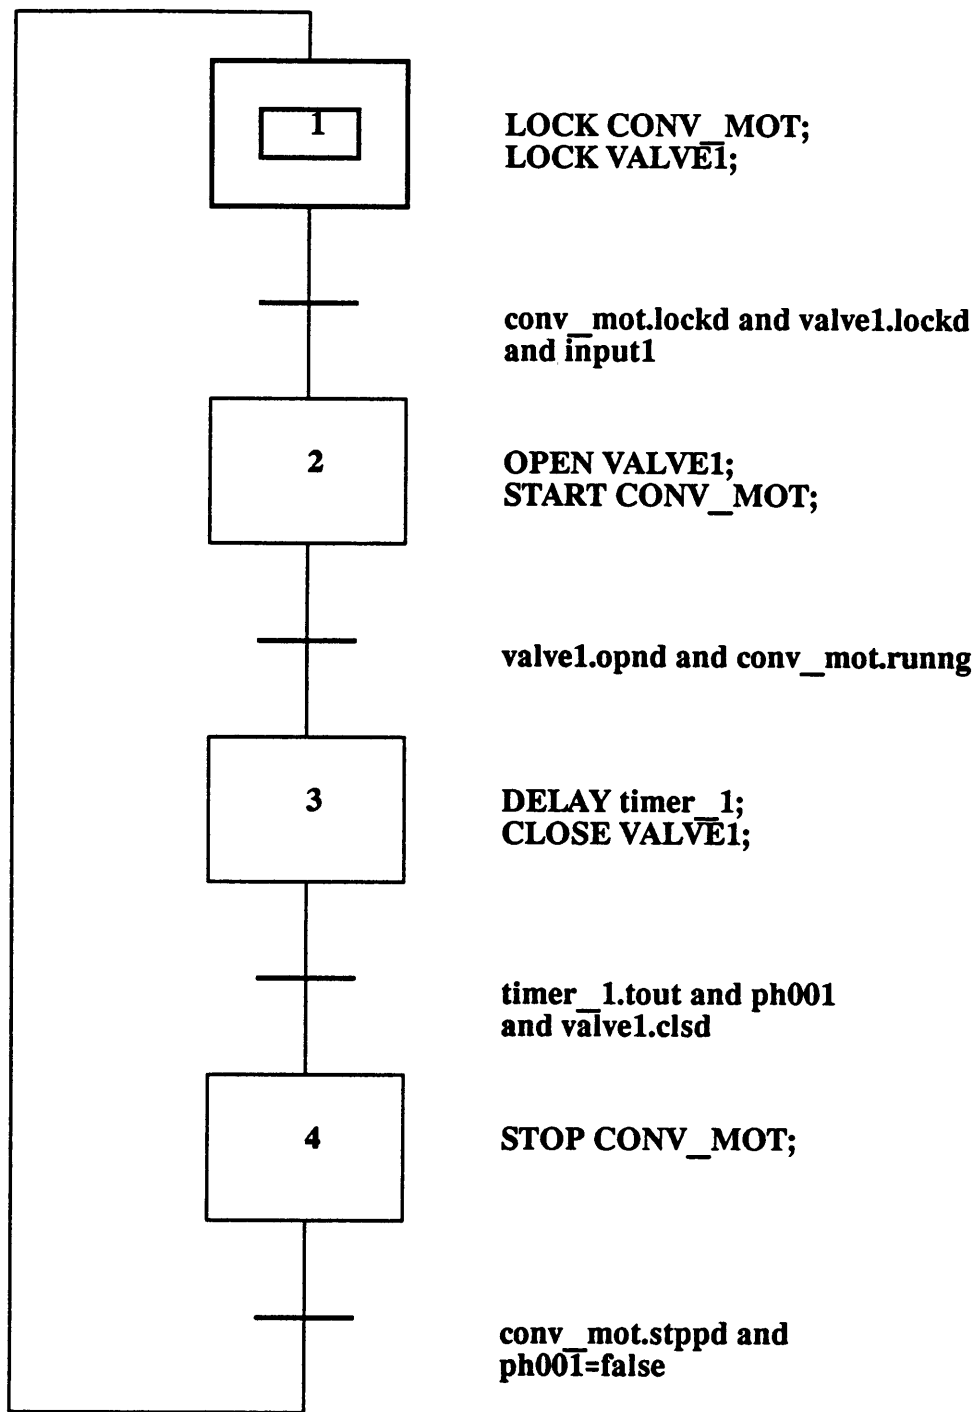 1
LOCK CONV_MOT;
LOCK VALVE1;
conv_mot.lockd and valve1.lockd
and input1
2
OPEN VALVE1;
START CONV_MOT;
valve1.opnd and conv_mot.runng
3
DELAY timer_1;
CLOSE VALVE1;
timer_1.tout and ph001
and valve1.clsd
4
STOP CONV_MOT;
conv_mot.stppd and
ph001=false